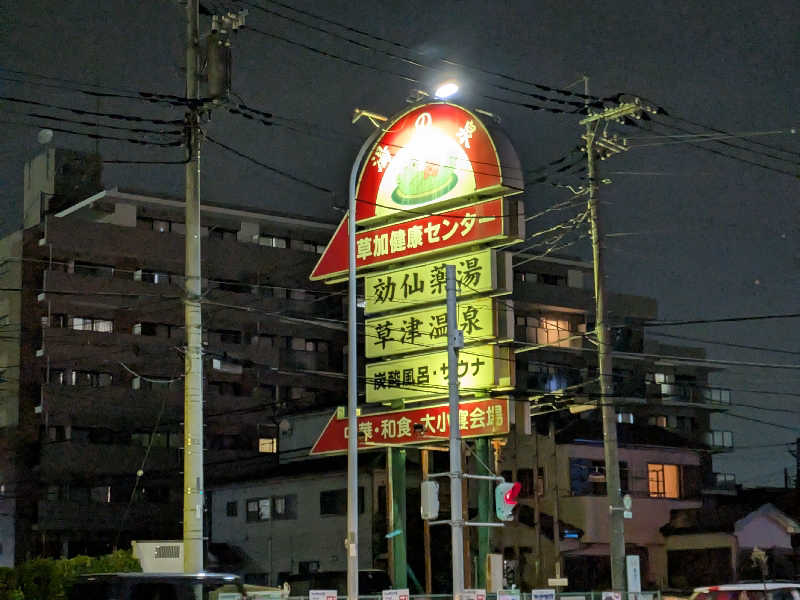 湯の泉
草加健康センター
効仙薬湯
草津温泉
炭酸風呂・サウナ
中華・和食・大小宴会場